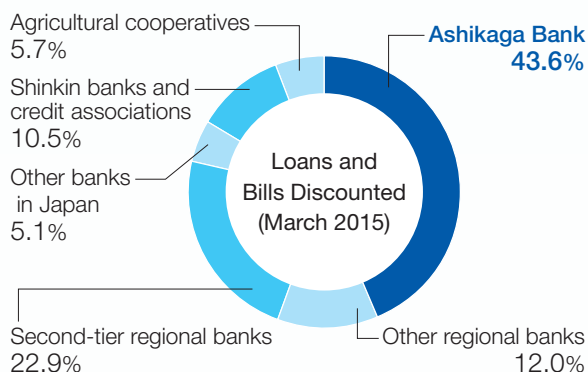 Agricultural cooperatives
5.7%
Shinkin banks and
credit associations
10.5%
Other banks
in Japan
5.1%
Second-tier regional banks
22.9%
Loans and
Bills Discounted
(March 2015)
Ashikaga Bank
43.6%
Other regional banks
12.0%